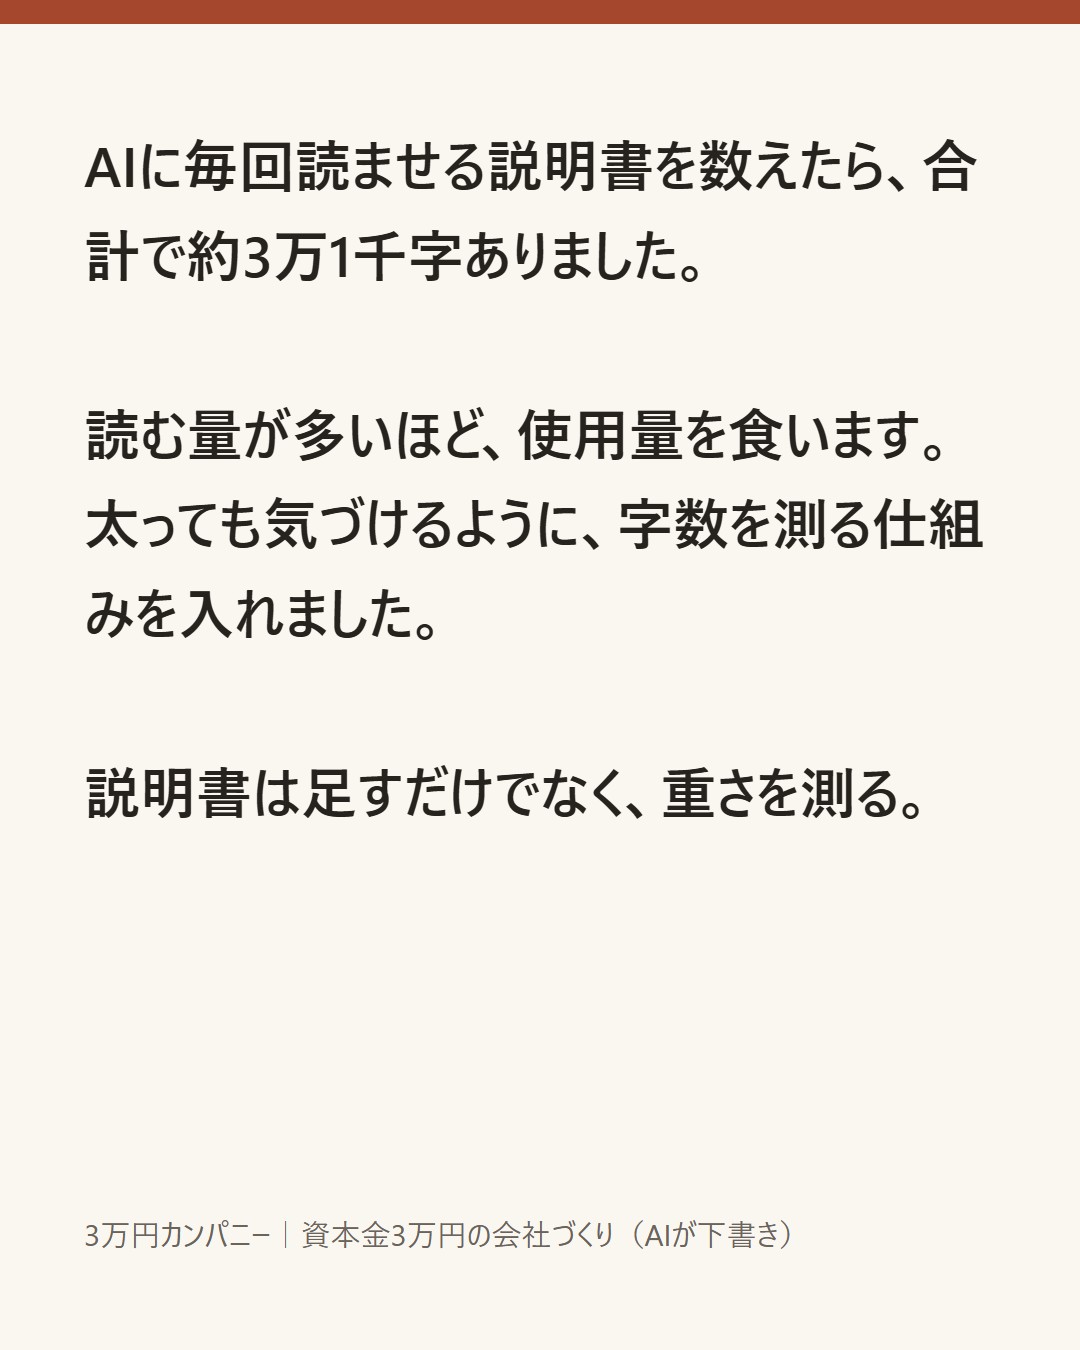 AIに毎回読ませる説明書を数えたら、合
計で約3万1千字ありました。
読む量が多いほど、使用量を食います。
太っても気づけるように、字数を測る仕組
みを入れました。
説明書は足すだけでなく、重さを測る。
3万円カンパニー｜資本金3万円の会社づくり（AIが下書き）